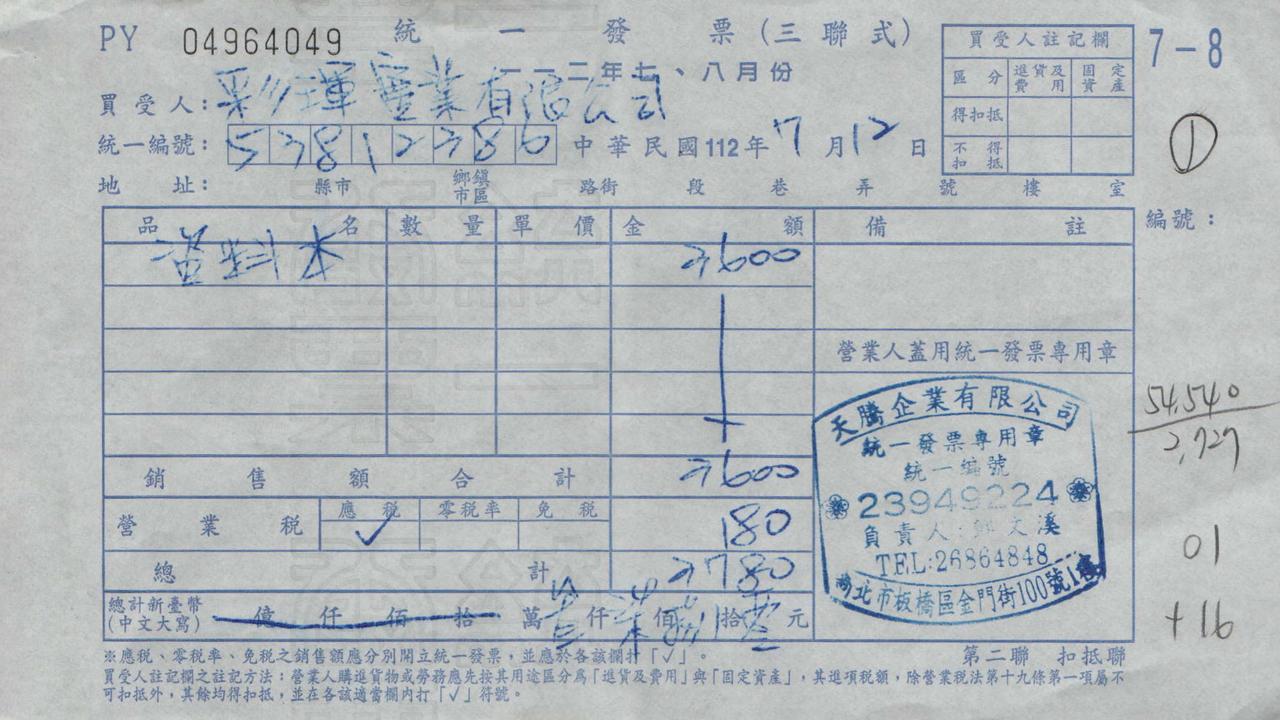 PY 04964049 統一發票(三聯式) 7-8
一一二年七、八月份
買受人:彩琿實業有限公司
統一編號:53812386 中華民國112年7月12日
地址: 縣市 鄉鎮市區 路街 段 巷 弄 號 樓 室
買受人註記欄
區分 進貨及費用 固定資產
得扣抵
不得扣抵
①
編號:
品名 數量 單價 金額 備註
600
營業人蓋用統一發票專用章
天騰企業有限公司
統一發票專用章
統一編號
23949224
負責人: 文溪
TEL:26864848
北市板橋區金門街100號1樓
54,540
2,727
01
+16
銷售額合計 600
營業稅 應稅 ✓ 零稅率 免稅 180
總計 780
總計新臺幣(中文大寫) 億 仟 佰 拾 萬 仟 佰 拾 元
※應稅、零稅率、免稅之銷售額應分別開立統一發票,並應於各該欄打「✓」。
第二聯 扣抵聯
買受人註記欄之註記方法:營業人購進貨物或勞務應先按其用途區分為「進貨及費用」與「固定資產」,其進項稅額,除營業稅法第十九條第一項屬不
可扣抵外,其餘均得扣抵,並在各該適當欄內打「✓」符號。